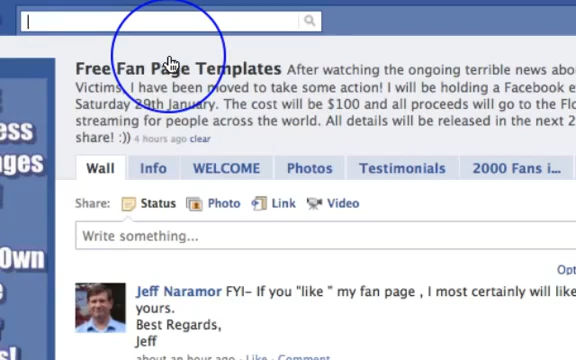 Free Fan Page Templates After watching the ongoing terrible news abo
Victims, I have been moved to take some action! I will be holding a Facebook e
Saturday 29th January. The cost will be $100 and all proceeds will go to the Flo
streaming for people across the world. All details will be released in the next 2
share! :)) 4 hours ago clear
Wall Info WELCOME Photos Testimonials 2000 Fans i...
Share: Status Photo Link Video
Write something...
Opt
Jeff Naramor FYI- If you "like " my fan page , I most certainly will like
yours.
Best Regards,
Jeff
about an hour ago · Like · Comment
ess
ages
Own